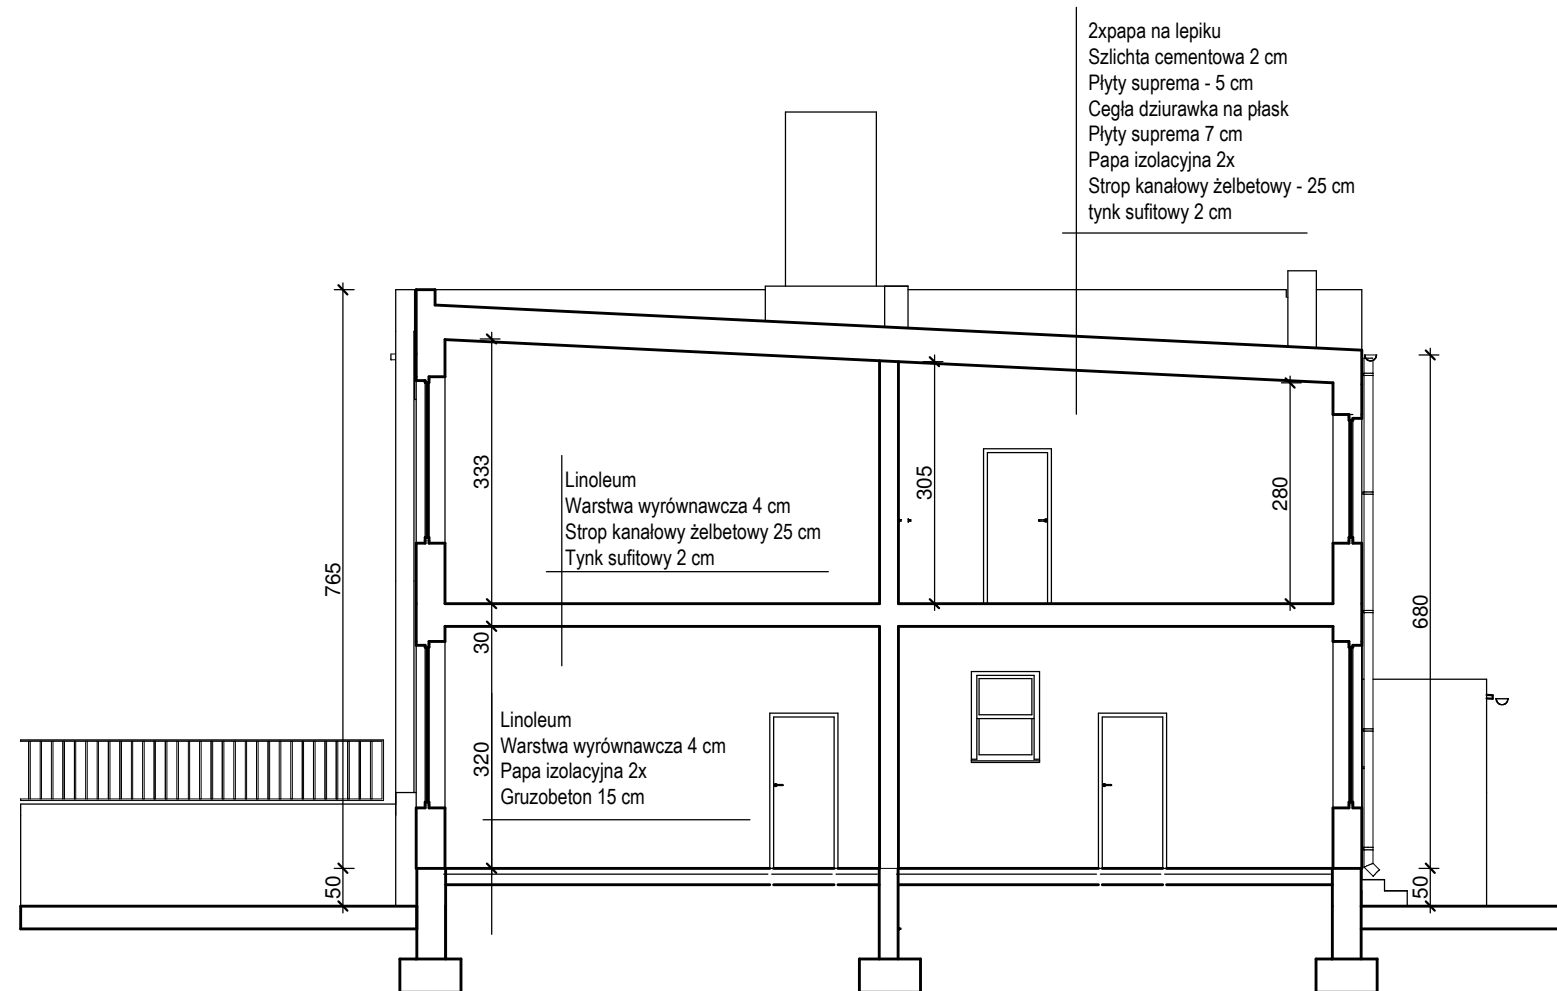 2xpapa na lepiku
Szlichta cementowa 2 cm
Płyty suprema - 5 cm
Cegła dziurawka na płask
Płyty suprema 7 cm
Papa izolacyjna 2x
Strop kanałowy żelbetowy - 25 cm
tynk sufitowy 2 cm
333
305
280
Linoleum
Warstwa wyrównawcza 4 cm
Strop kanałowy żelbetowy 25 cm
Tynk sufitowy 2 cm
765
680
30
320
Linoleum
Warstwa wyrównawcza 4 cm
Papa izolacyjna 2x
Gruzobeton 15 cm
50
50